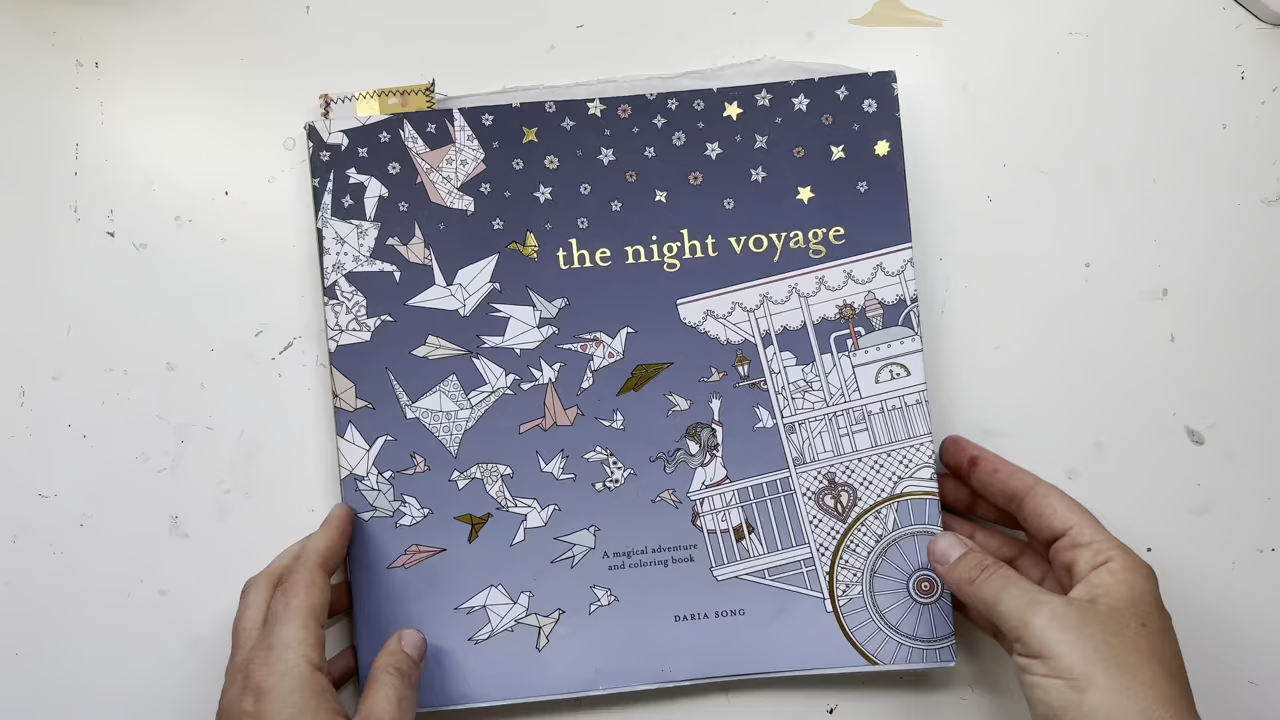 the night voyage
A magical adventure
and coloring book
DARIA SONG